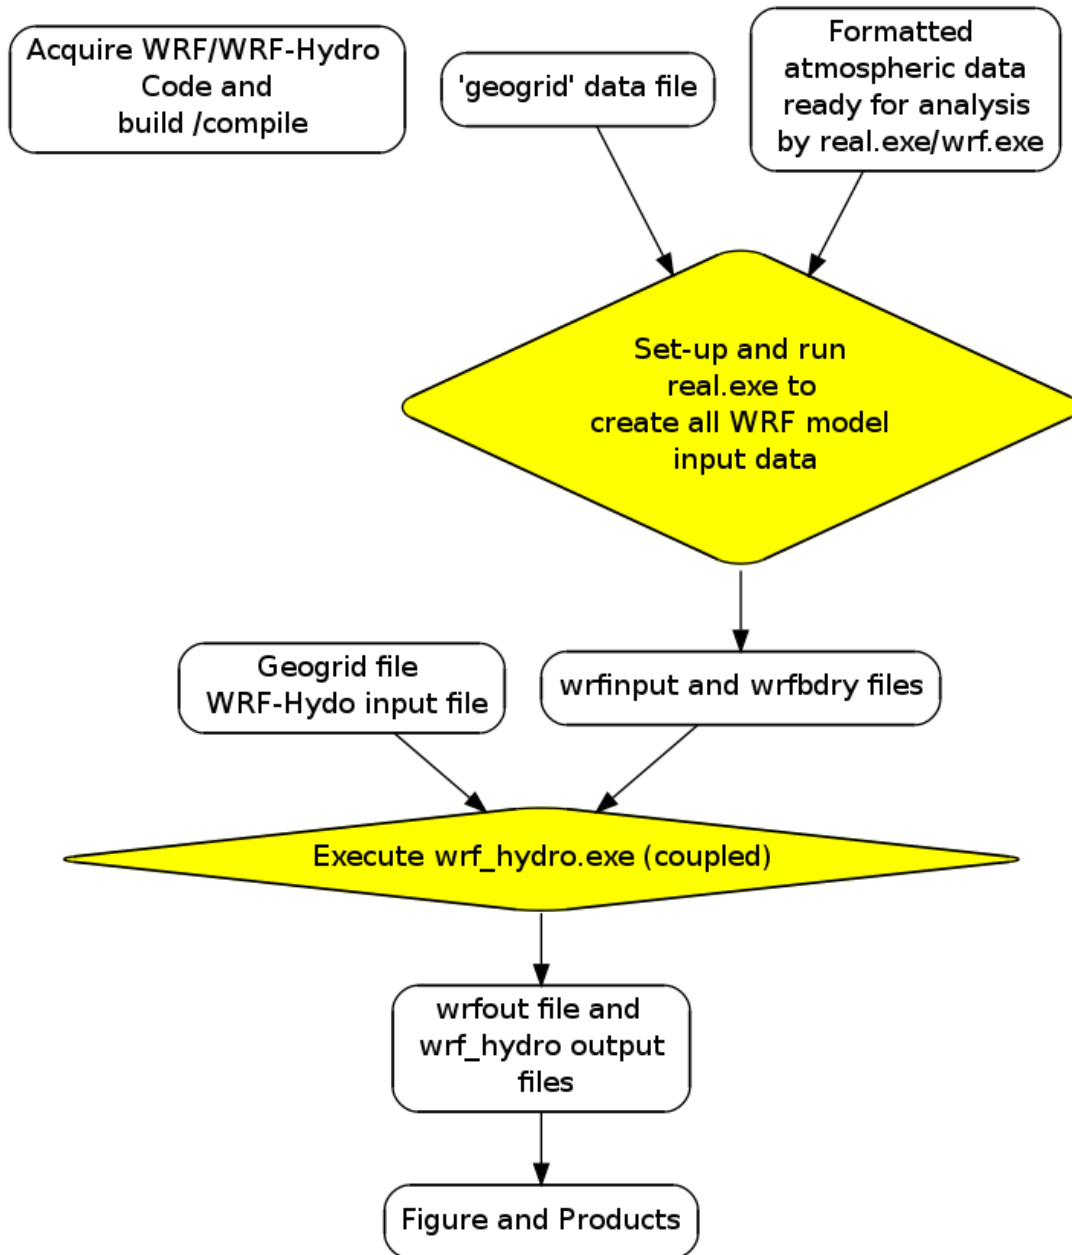 Acquire WRF/WRF-Hydro
Code and
build /compile
'geogrid' data file
Formatted
atmospheric data
ready for analysis
by real.exe/wrf.exe
Set-up and run
real.exe to
create all WRF model
input data
Geogrid file
WRF-Hydo input file
wrfinput and wrfbdry files
Execute wrf_hydro.exe (coupled)
wrfout file and
wrf_hydro output
files
Figure and Products